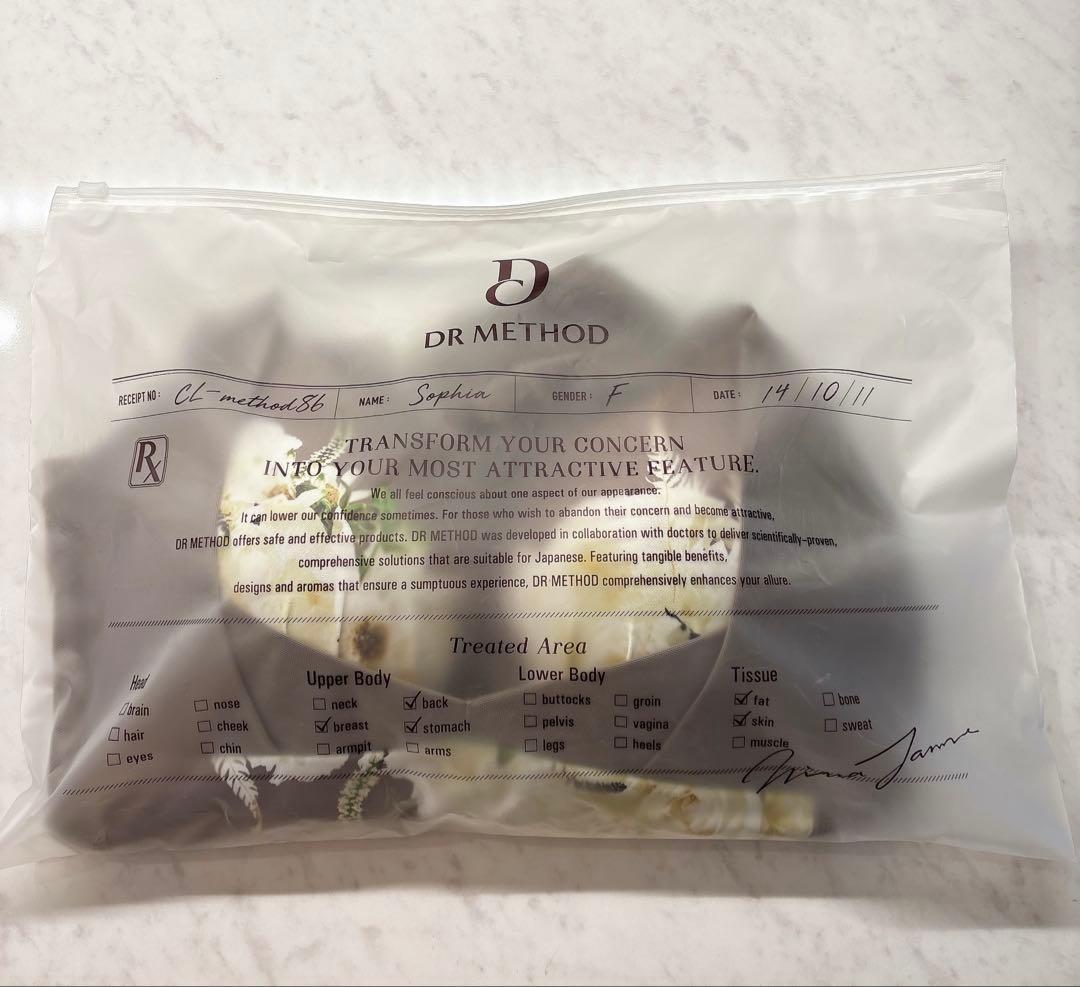 DR METHOD
RECEIPT NO: CL-method86 NAME: Sophia GENDER: F DATE: 14/10/11
Rx
TRANSFORM YOUR CONCERN
INTO YOUR MOST ATTRACTIVE FEATURE.
We all feel conscious about one aspect of our appearance.
It can lower our confidence sometimes. For those who wish to abandon their concern and become attractive,
DR METHOD offers safe and effective products. DR METHOD was developed in collaboration with doctors to deliver scientifically-proven,
comprehensive solutions that are suitable for Japanese. Featuring tangible benefits,
designs and aromas that ensure a sumptuous experience, DR METHOD comprehensively enhances your allure.
Treated Area
Head Upper Body Lower Body Tissue
brain nose neck back buttocks groin fat bone
hair cheek breast stomach pelvis vagina skin sweat
eyes chin armpit arms legs heels muscle